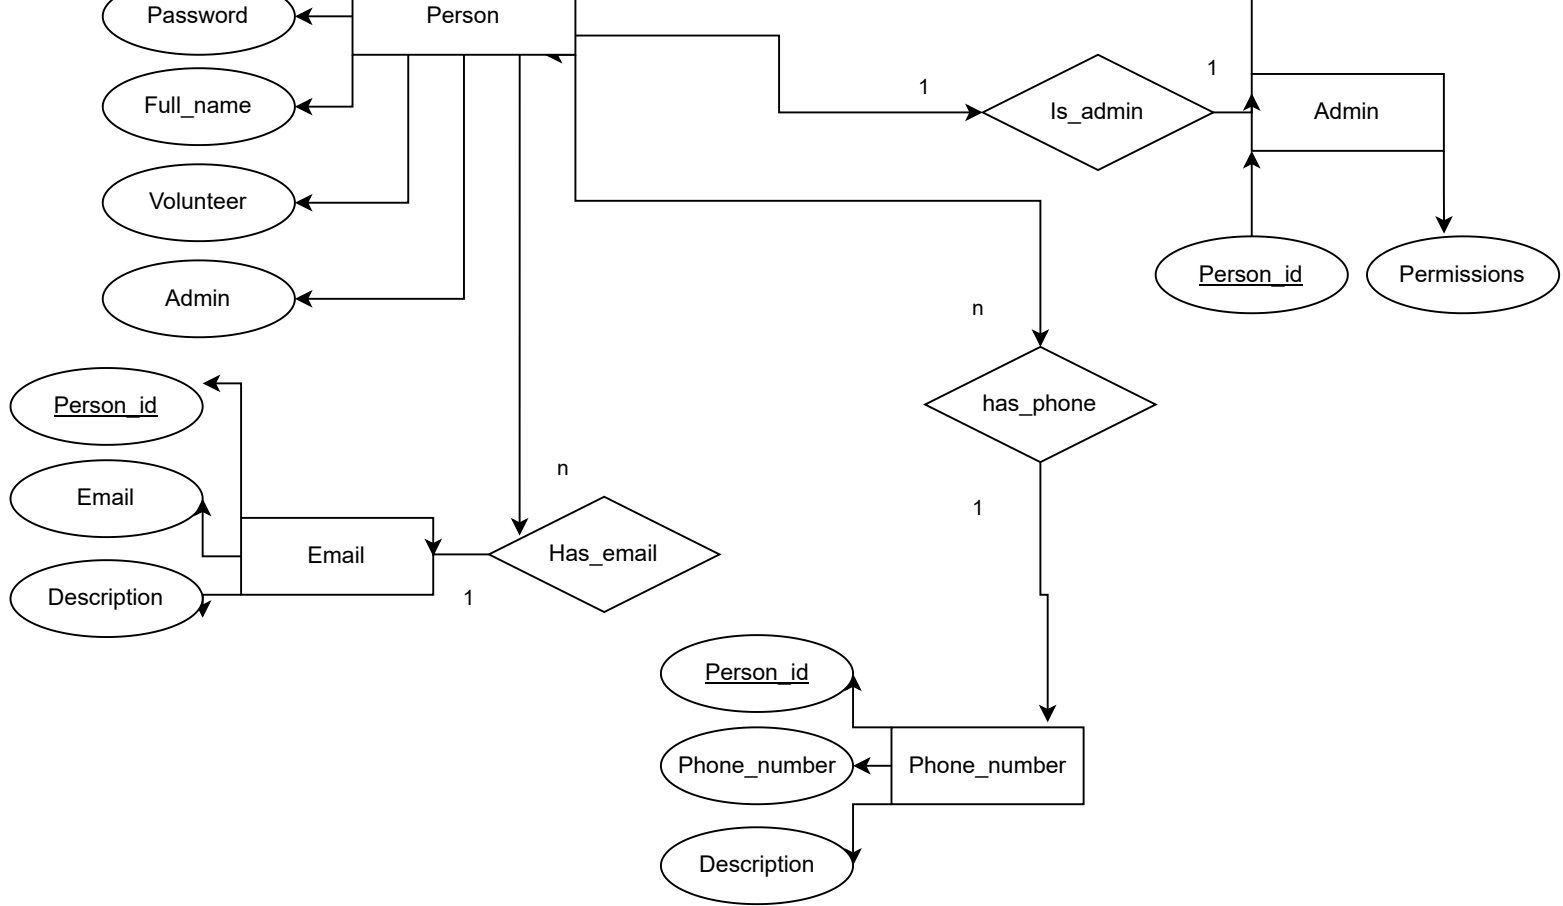 Password
Person
Full_name
1
1
Is_admin
Admin
Volunteer
Admin
Person_id
Permissions
n
Person_id
has_phone
Email
n
1
Email
Has_email
Description
1
Person_id
Phone_number
Phone_number
Description